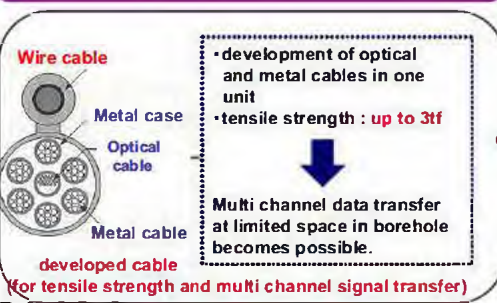 Wire cable
Metal case
Optical
cable
Metal cable
developed cable
(for tensile strength and multi channel signal transfer)
・development of optical
and metal cables in one
unit
・tensile strength : up to 3tf
Multi channel data transfer
at limited space in borehole
becomes possible.